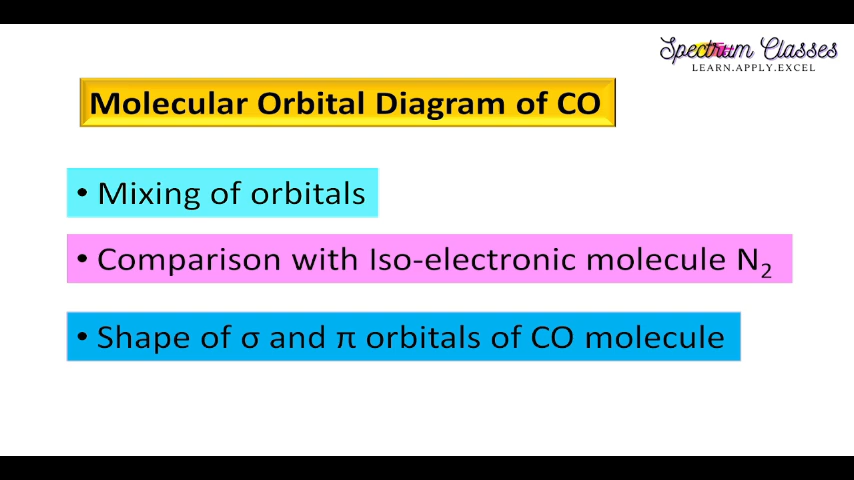 Spectrum Classes
LEARN.APPLY.EXCEL
Molecular Orbital Diagram of CO
• Mixing of orbitals
• Comparison with Iso-electronic molecule N₂
• Shape of σ and π orbitals of CO molecule